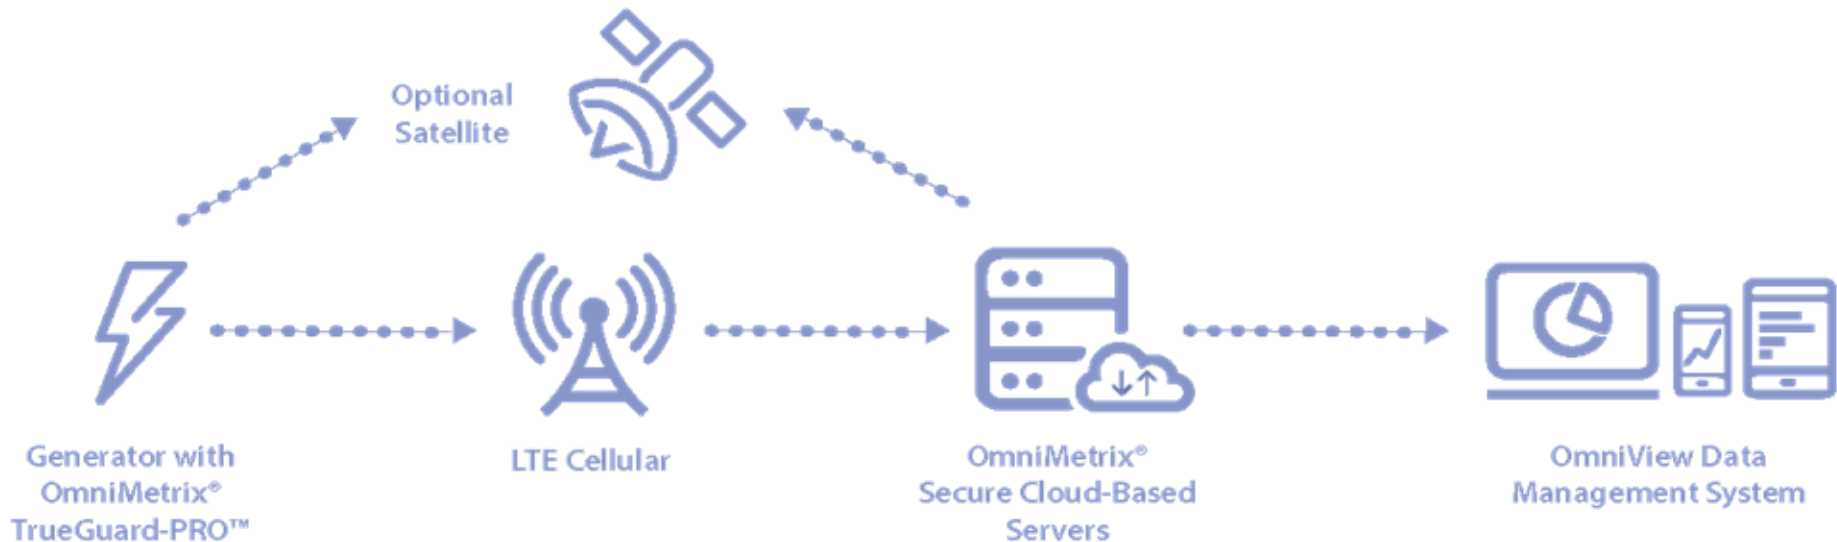 Optional
Satellite
Generator with
OmniMetrix®
TrueGuard-PRO™
LTE Cellular
OmniMetrix®
Secure Cloud-Based
Servers
OmniView Data
Management System